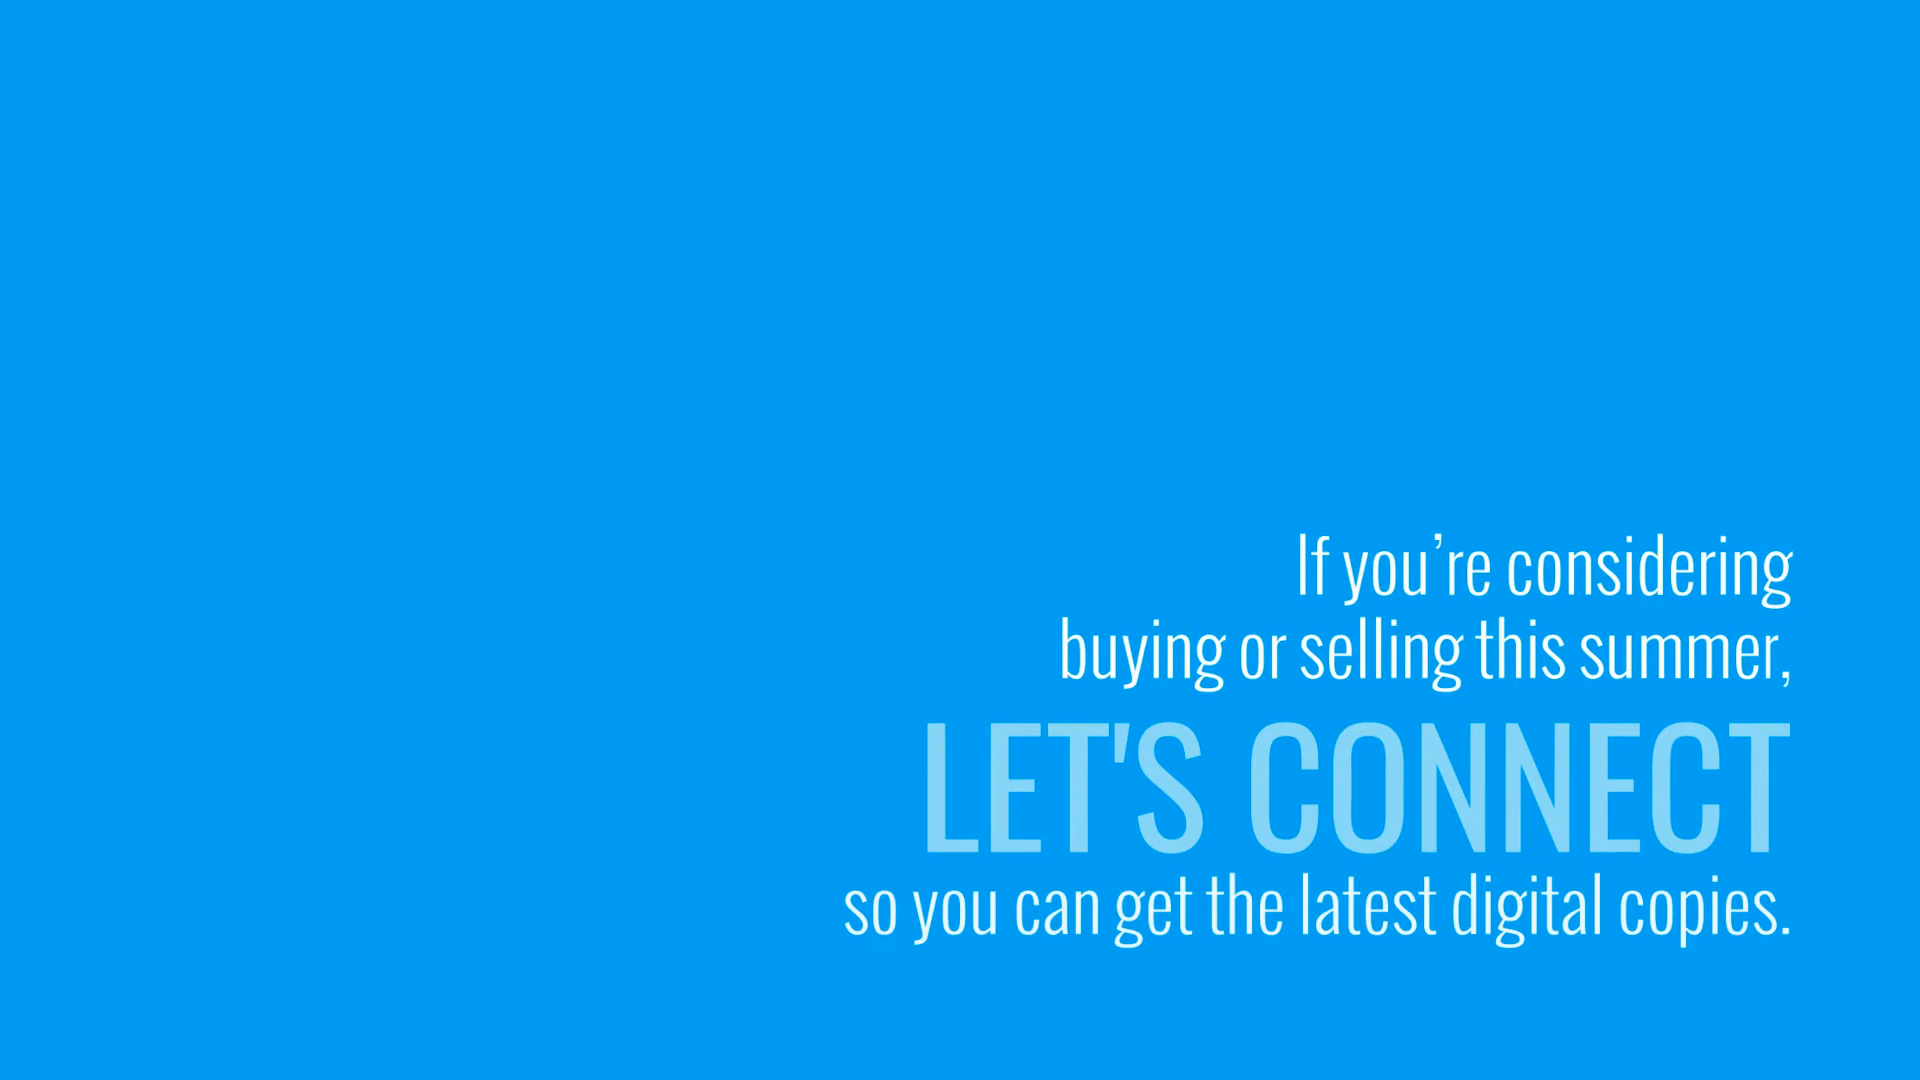 If you’re considering
buying or selling this summer,
LET'S CONNECT
so you can get the latest digital copies.